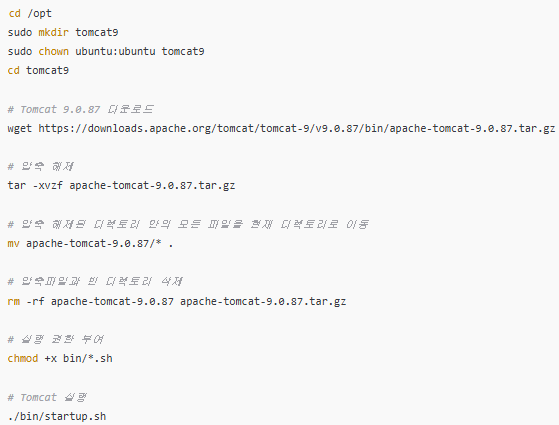 cd /opt
sudo mkdir tomcat9
sudo chown ubuntu:ubuntu tomcat9
cd tomcat9
# Tomcat 9.0.87 다운로드
wget https://downloads.apache.org/tomcat/tomcat-9/v9.0.87/bin/apache-tomcat-9.0.87.tar.gz
# 압축 해제
tar -xvzf apache-tomcat-9.0.87.tar.gz
# 압축 해제된 디렉토리 안의 모든 파일을 현재 디렉토리로 이동
mv apache-tomcat-9.0.87/* .
# 압축파일과 빈 디렉토리 삭제
rm -rf apache-tomcat-9.0.87 apache-tomcat-9.0.87.tar.gz
# 실행 권한 부여
chmod +x bin/*.sh
# Tomcat 실행
./bin/startup.sh